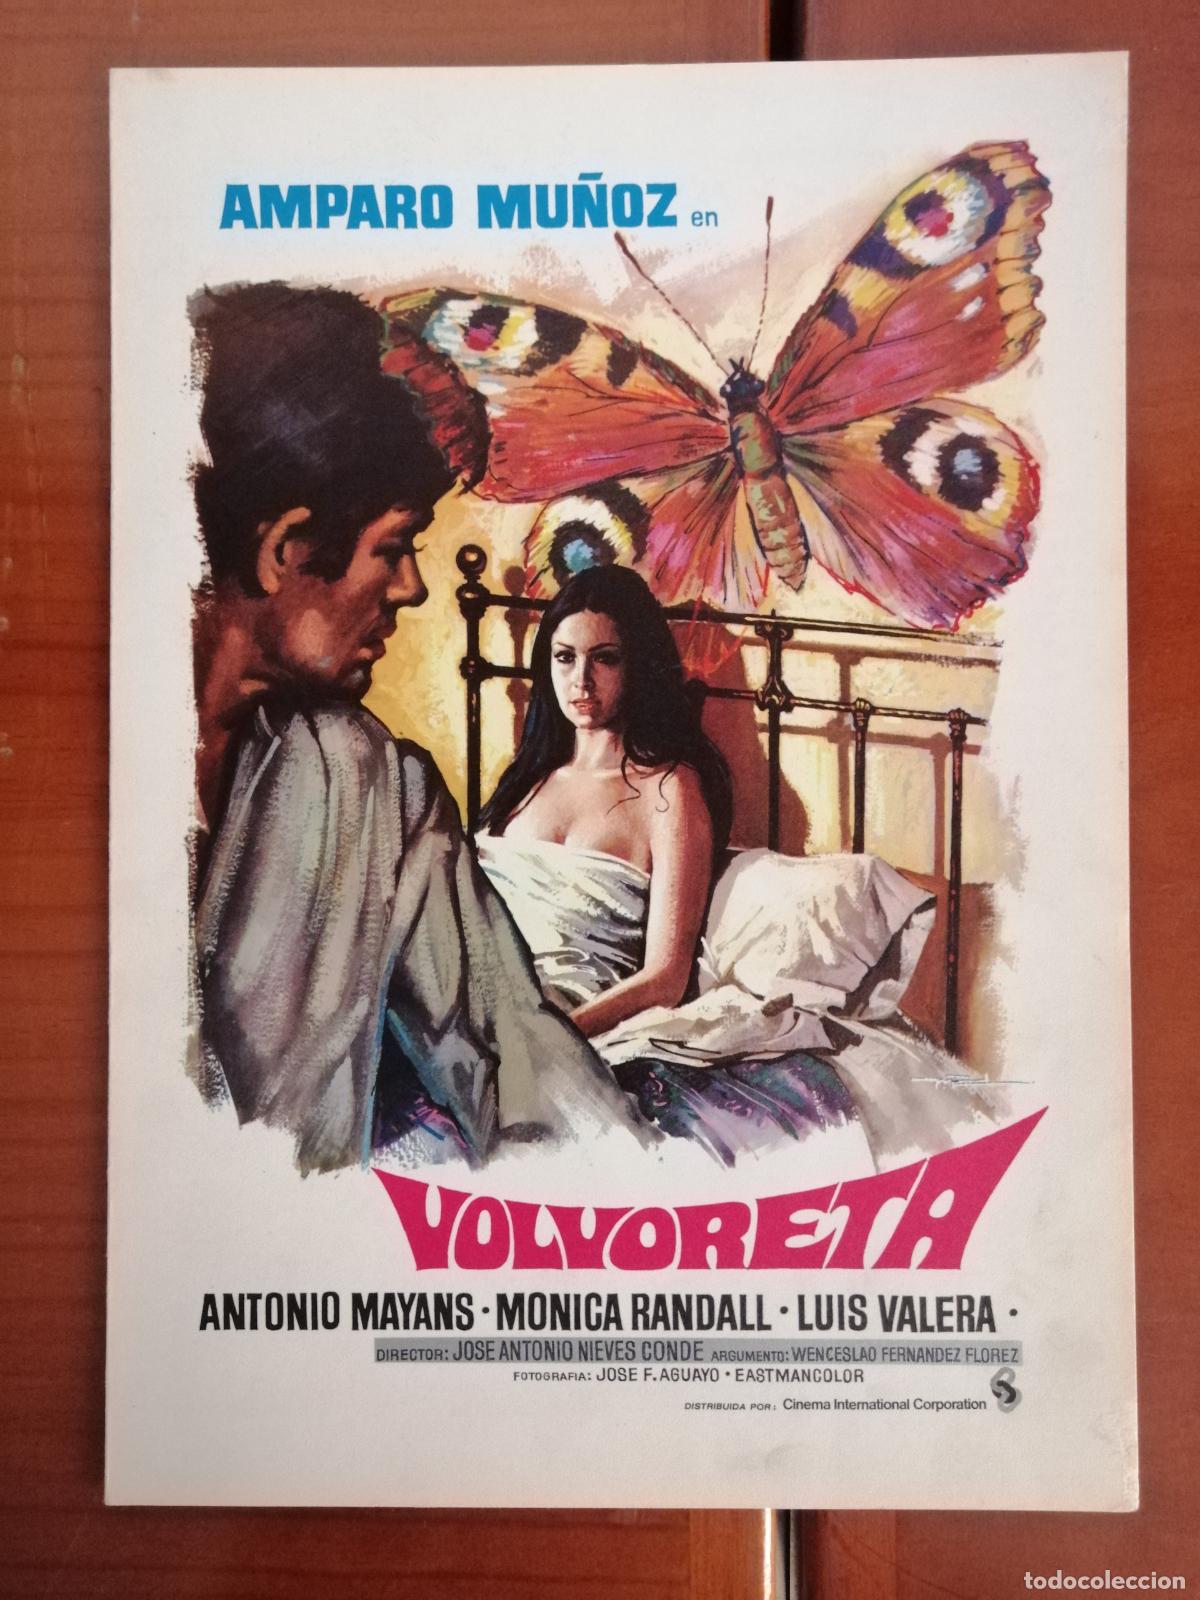 AMPARO MUÑOZ en
VOLVORETA
ANTONIO MAYANS · MONICA RANDALL · LUIS VALERA ·
DIRECTOR: JOSE ANTONIO NIEVES CONDE ARGUMENTO: WENCESLAO FERNANDEZ FLOREZ
FOTOGRAFIA: JOSE F. AGUAYO · EASTMANCOLOR
DISTRIBUIDA POR: Cinema International Corporation
todocoleccion